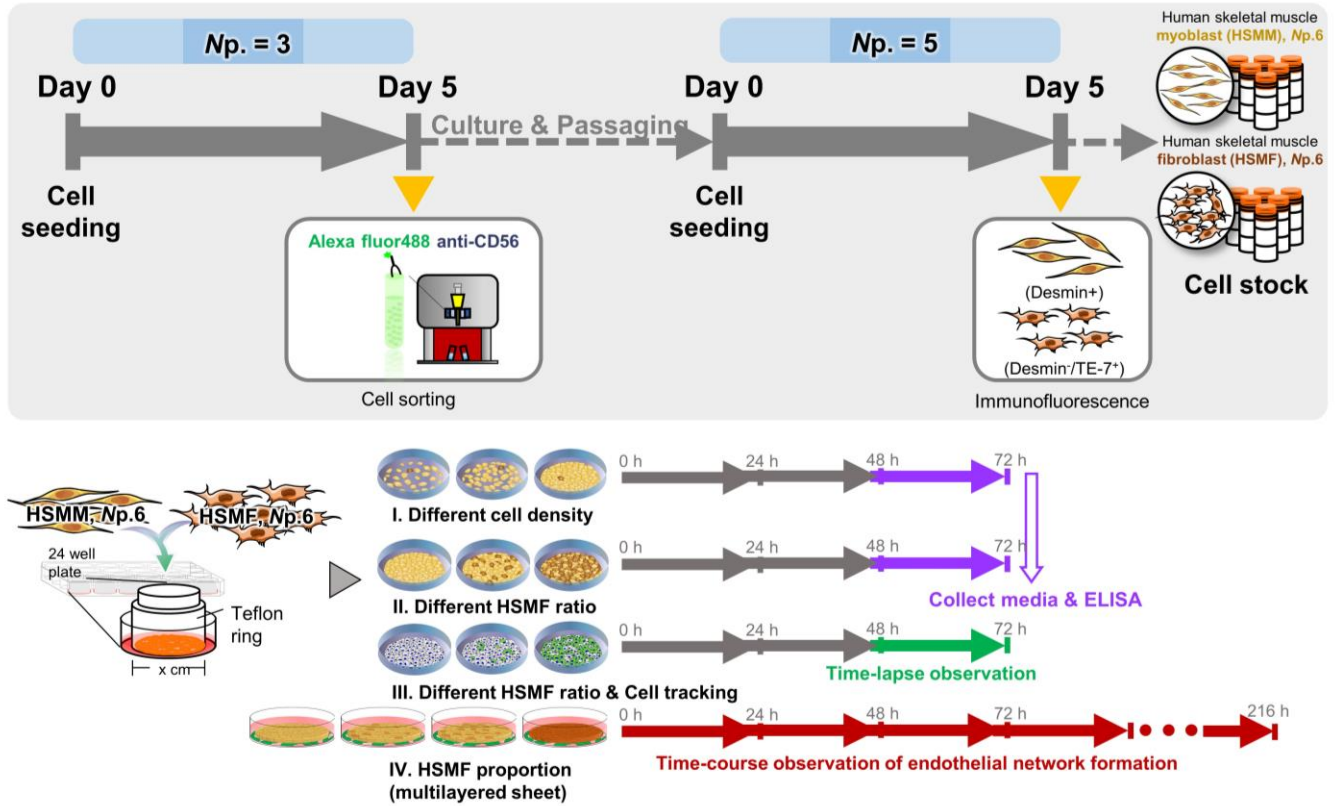 Np. = 3
Np. = 5
Human skeletal muscle
myoblast (HSMM), Np.6
Day 0
Day 5
Day 0
Day 5
Culture & Passaging
Human skeletal muscle
fibroblast (HSMF), Np.6
Cell
seeding
Cell
seeding
Alexa fluor488 anti-CD56
Cell sorting
(Desmin+)
(Desmin⁻/TE-7⁺)
Immunofluorescence
Cell stock
HSMM, Np.6
HSMF, Np.6
24 well
plate
Teflon
ring
x cm
0 h
24 h
48 h
72 h
I. Different cell density
0 h
24 h
48 h
72 h
II. Different HSMF ratio
Collect media & ELISA
0 h
24 h
48 h
72 h
Time-lapse observation
III. Different HSMF ratio & Cell tracking
0 h
24 h
48 h
72 h
216 h
Time-course observation of endothelial network formation
IV. HSMF proportion
(multilayered sheet)